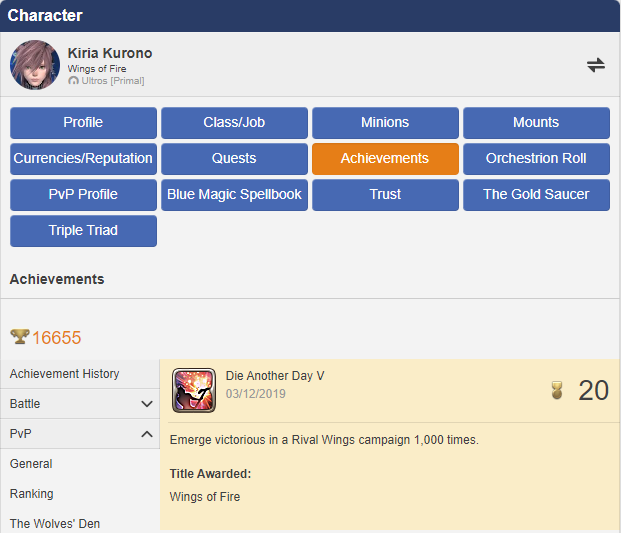 Character
Kiria Kurono
Wings of Fire
Ultros [Primal]
Profile
Class/Job
Minions
Mounts
Currencies/Reputation
Quests
Achievements
Orchestrion Roll
PvP Profile
Blue Magic Spellbook
Trust
The Gold Saucer
Triple Triad
Achievements
16655
Achievement History
Battle
PvP
General
Ranking
The Wolves' Den
Die Another Day V
03/12/2019
20
Emerge victorious in a Rival Wings campaign 1,000 times.
Title Awarded:
Wings of Fire